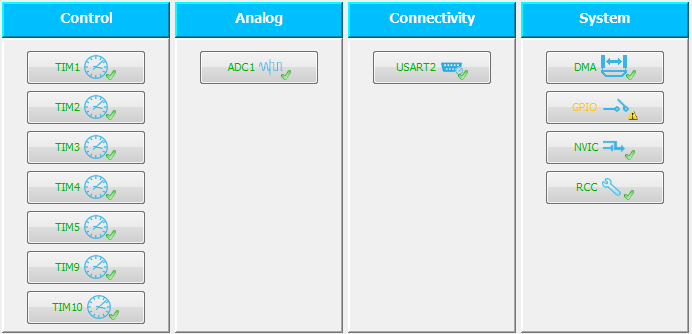 Control
Analog
Connectivity
System
TIM1
ADC1
USART2
DMA
TIM2
GPIO
TIM3
NVIC
TIM4
RCC
TIM5
TIM9
TIM10